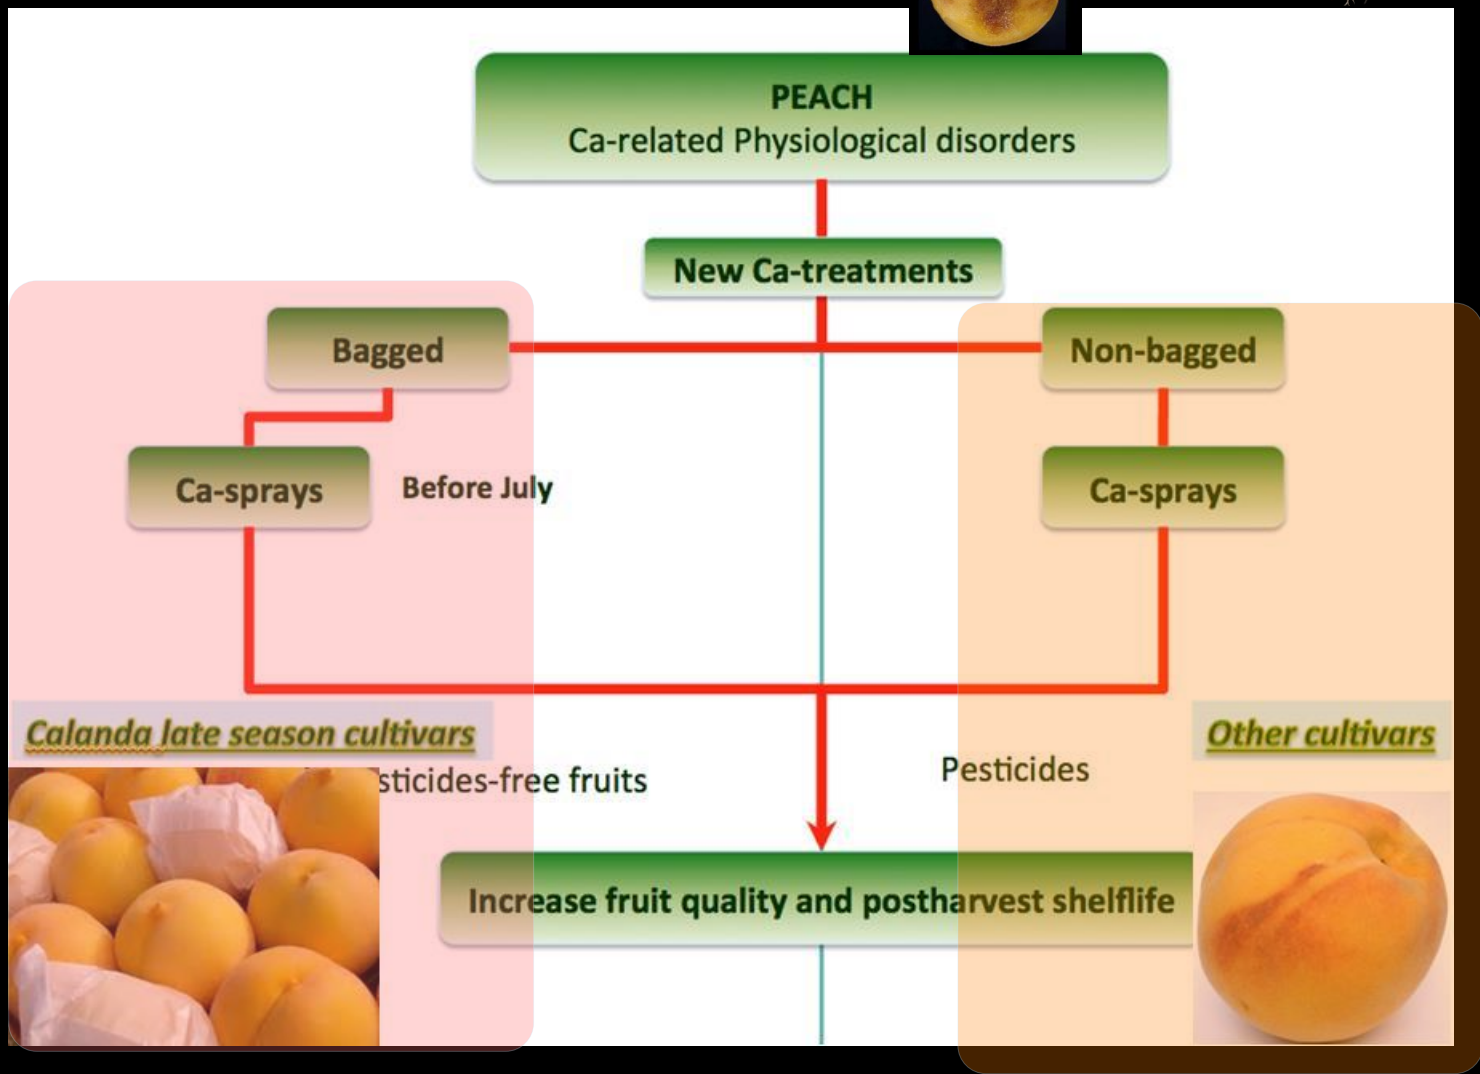 PEACH
Ca-related Physiological disorders
New Ca-treatments
Bagged
Non-bagged
Ca-sprays
Before July
Ca-sprays
Calanda late season cultivars
Other cultivars
sticides-free fruits
Pesticides
Increase fruit quality and postharvest shelflife